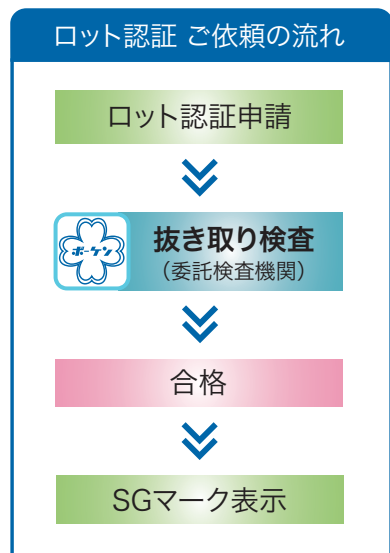 ロット認証 ご依頼の流れ
ロット認証申請
ボーケン
抜き取り検査
（委託検査機関）
合格
SGマーク表示